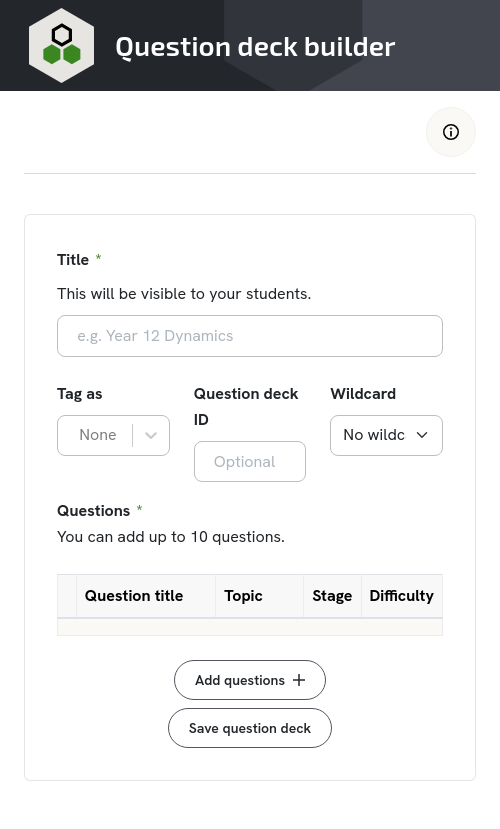 Question deck builder
Title *
This will be visible to your students.
e.g. Year 12 Dynamics
Tag as
None
Question deck
ID
Optional
Wildcard
No wildc
Questions *
You can add up to 10 questions.
Question title Topic Stage Difficulty
Add questions +
Save question deck